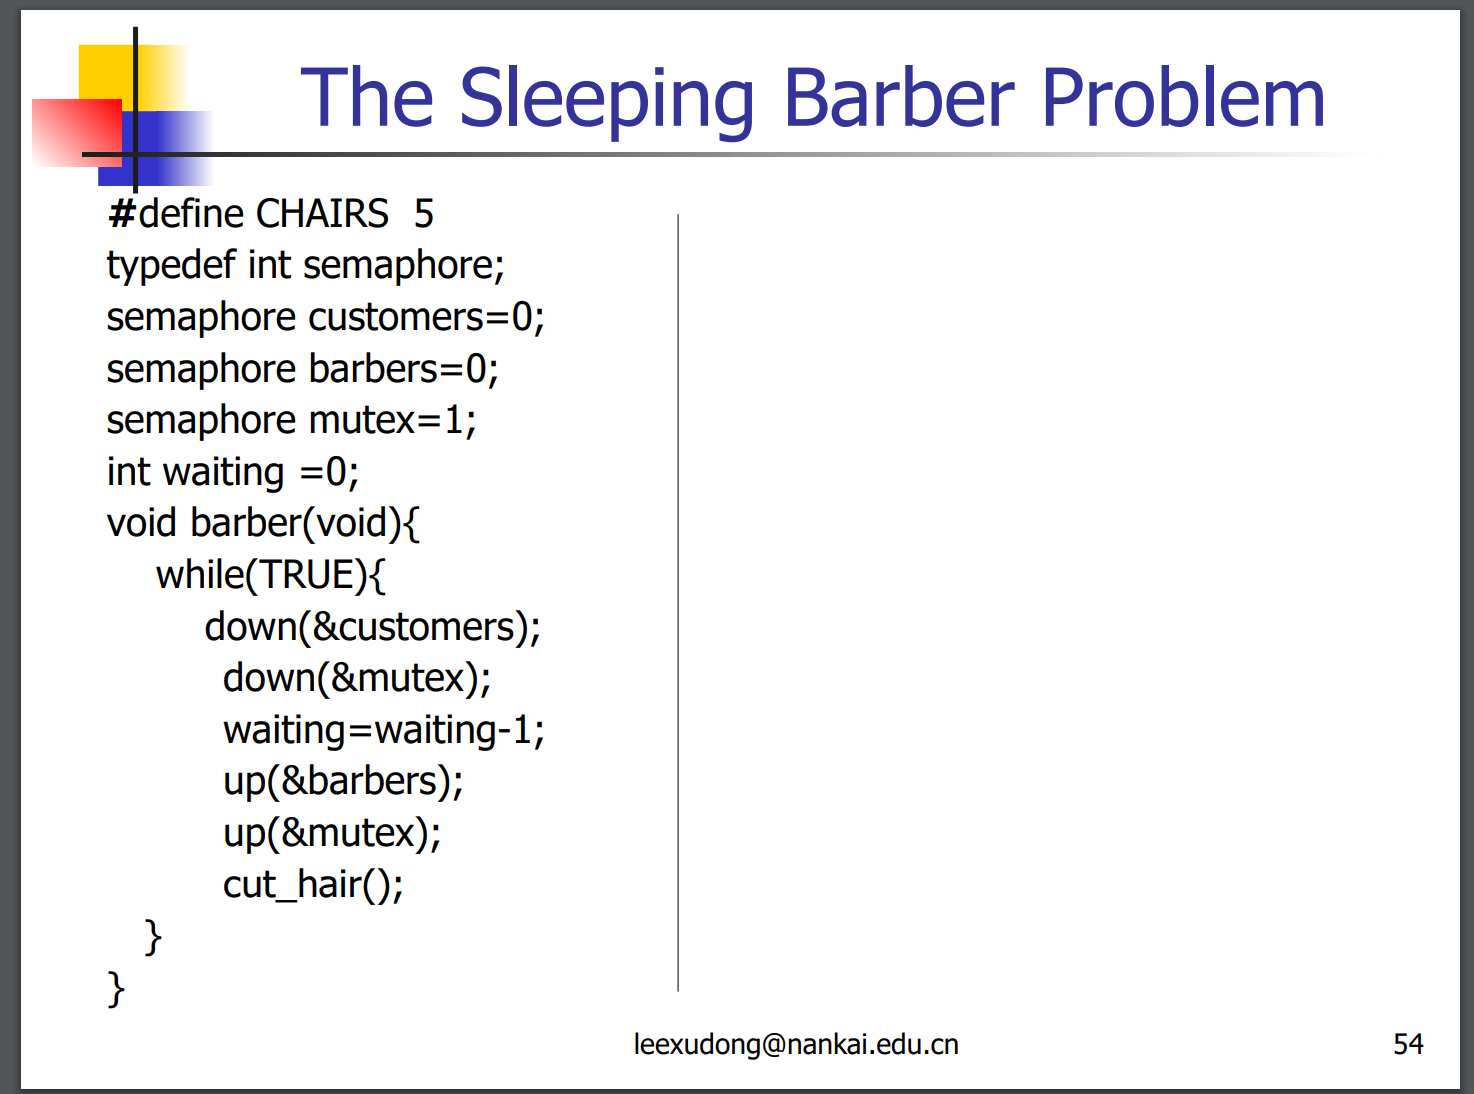 The Sleeping Barber Problem
#define CHAIRS  5
typedef int semaphore;
semaphore customers=0;
semaphore barbers=0;
semaphore mutex=1;
int waiting =0;
void barber(void){
while(TRUE){
down(&customers);
down(&mutex);
waiting=waiting-1;
up(&barbers);
up(&mutex);
cut_hair();
}
}
leexudong@nankai.edu.cn
54